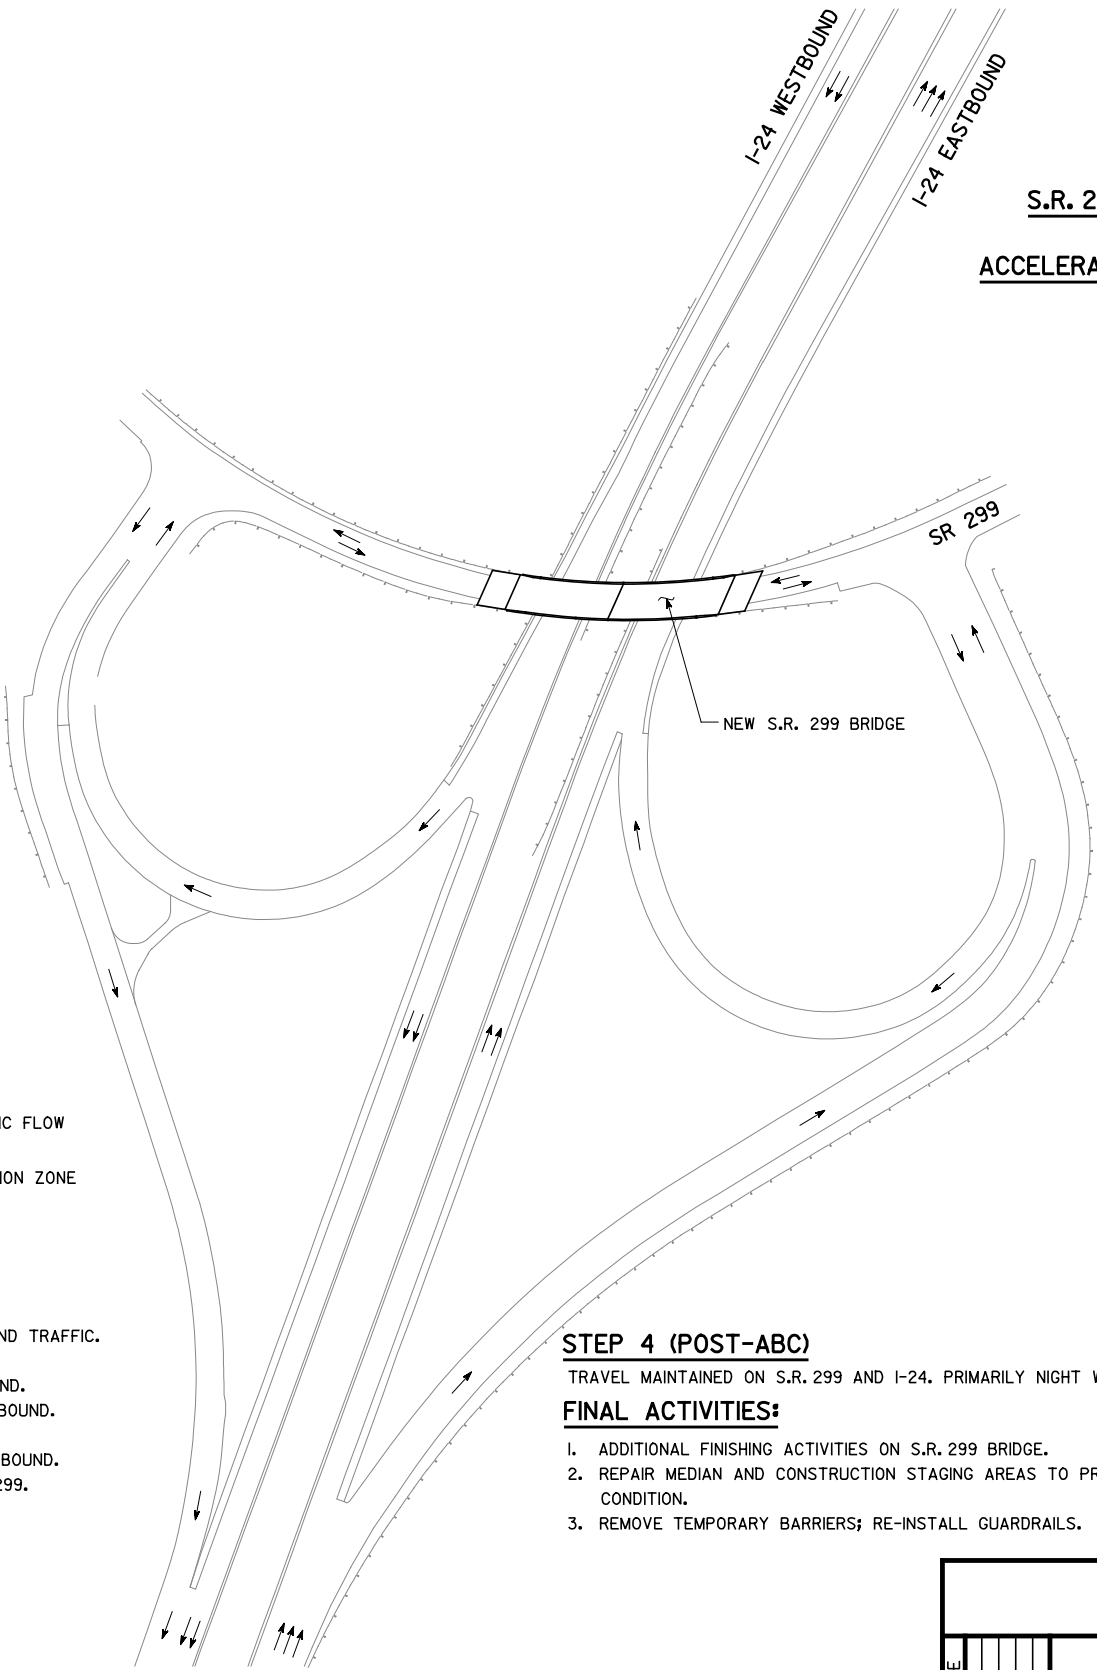 I-24 WESTBOUND
I-24 EASTBOUND
S.R. 2
ACCELERA
SR 299
NEW S.R. 299 BRIDGE
IC FLOW
ION ZONE
ND TRAFFIC.
ND.
BOUND.
BOUND.
299.
STEP 4 (POST-ABC)
TRAVEL MAINTAINED ON S.R. 299 AND I-24. PRIMARILY NIGHT W
FINAL ACTIVITIES:
1. ADDITIONAL FINISHING ACTIVITIES ON S.R. 299 BRIDGE.
2. REPAIR MEDIAN AND CONSTRUCTION STAGING AREAS TO PR
CONDITION.
3. REMOVE TEMPORARY BARRIERS; RE-INSTALL GUARDRAILS.
E